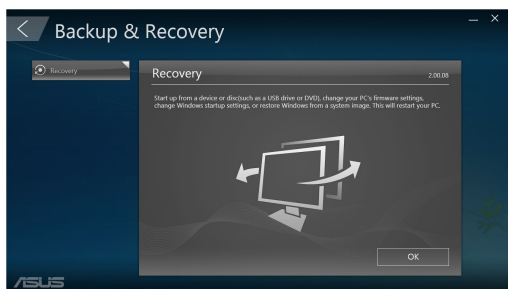 Backup & Recovery
Recovery
Recovery
2.00.08
Start up from a device or disc(such as a USB drive or DVD), change your PC's firmware settings,
change Windows startup settings, or restore Windows from a system image. This will restart your PC.
OK
ASUS